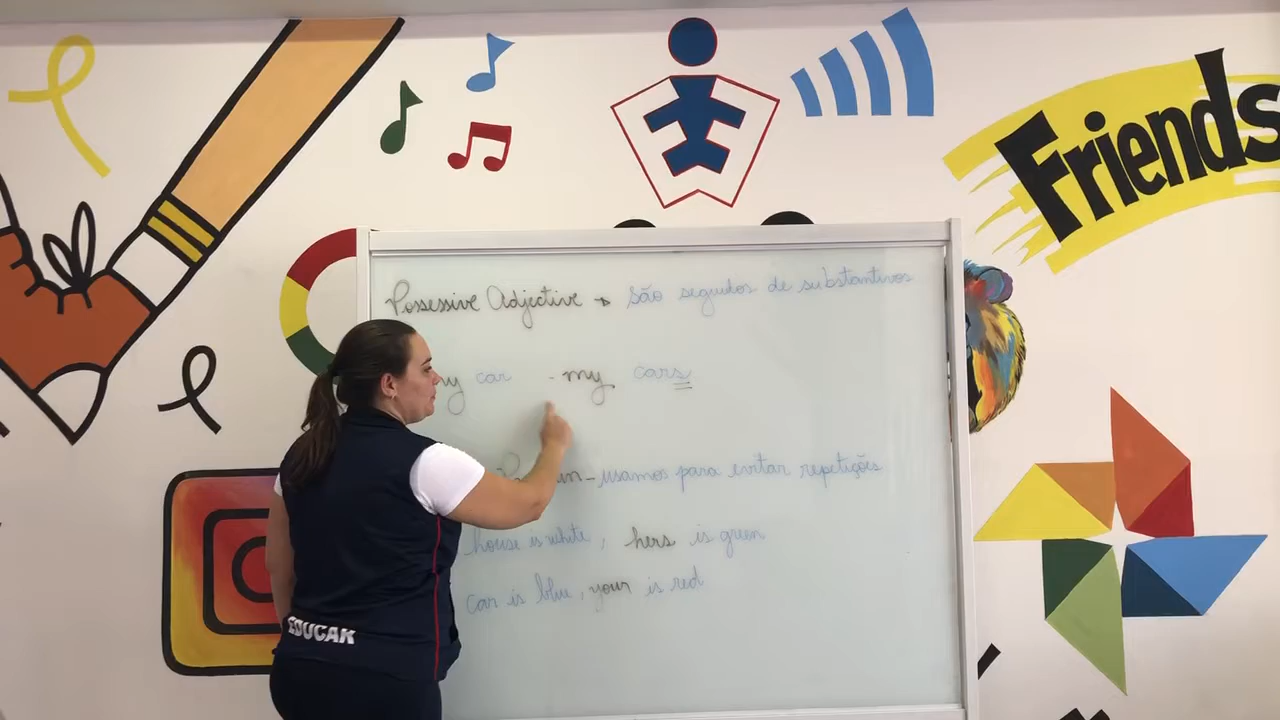 Friends
Possessive Adjective → são seguidos de substantivos
my car - my cars
usamos para evitar repetições
house is white, hers is green
car is blue, your is red
EDUCAR